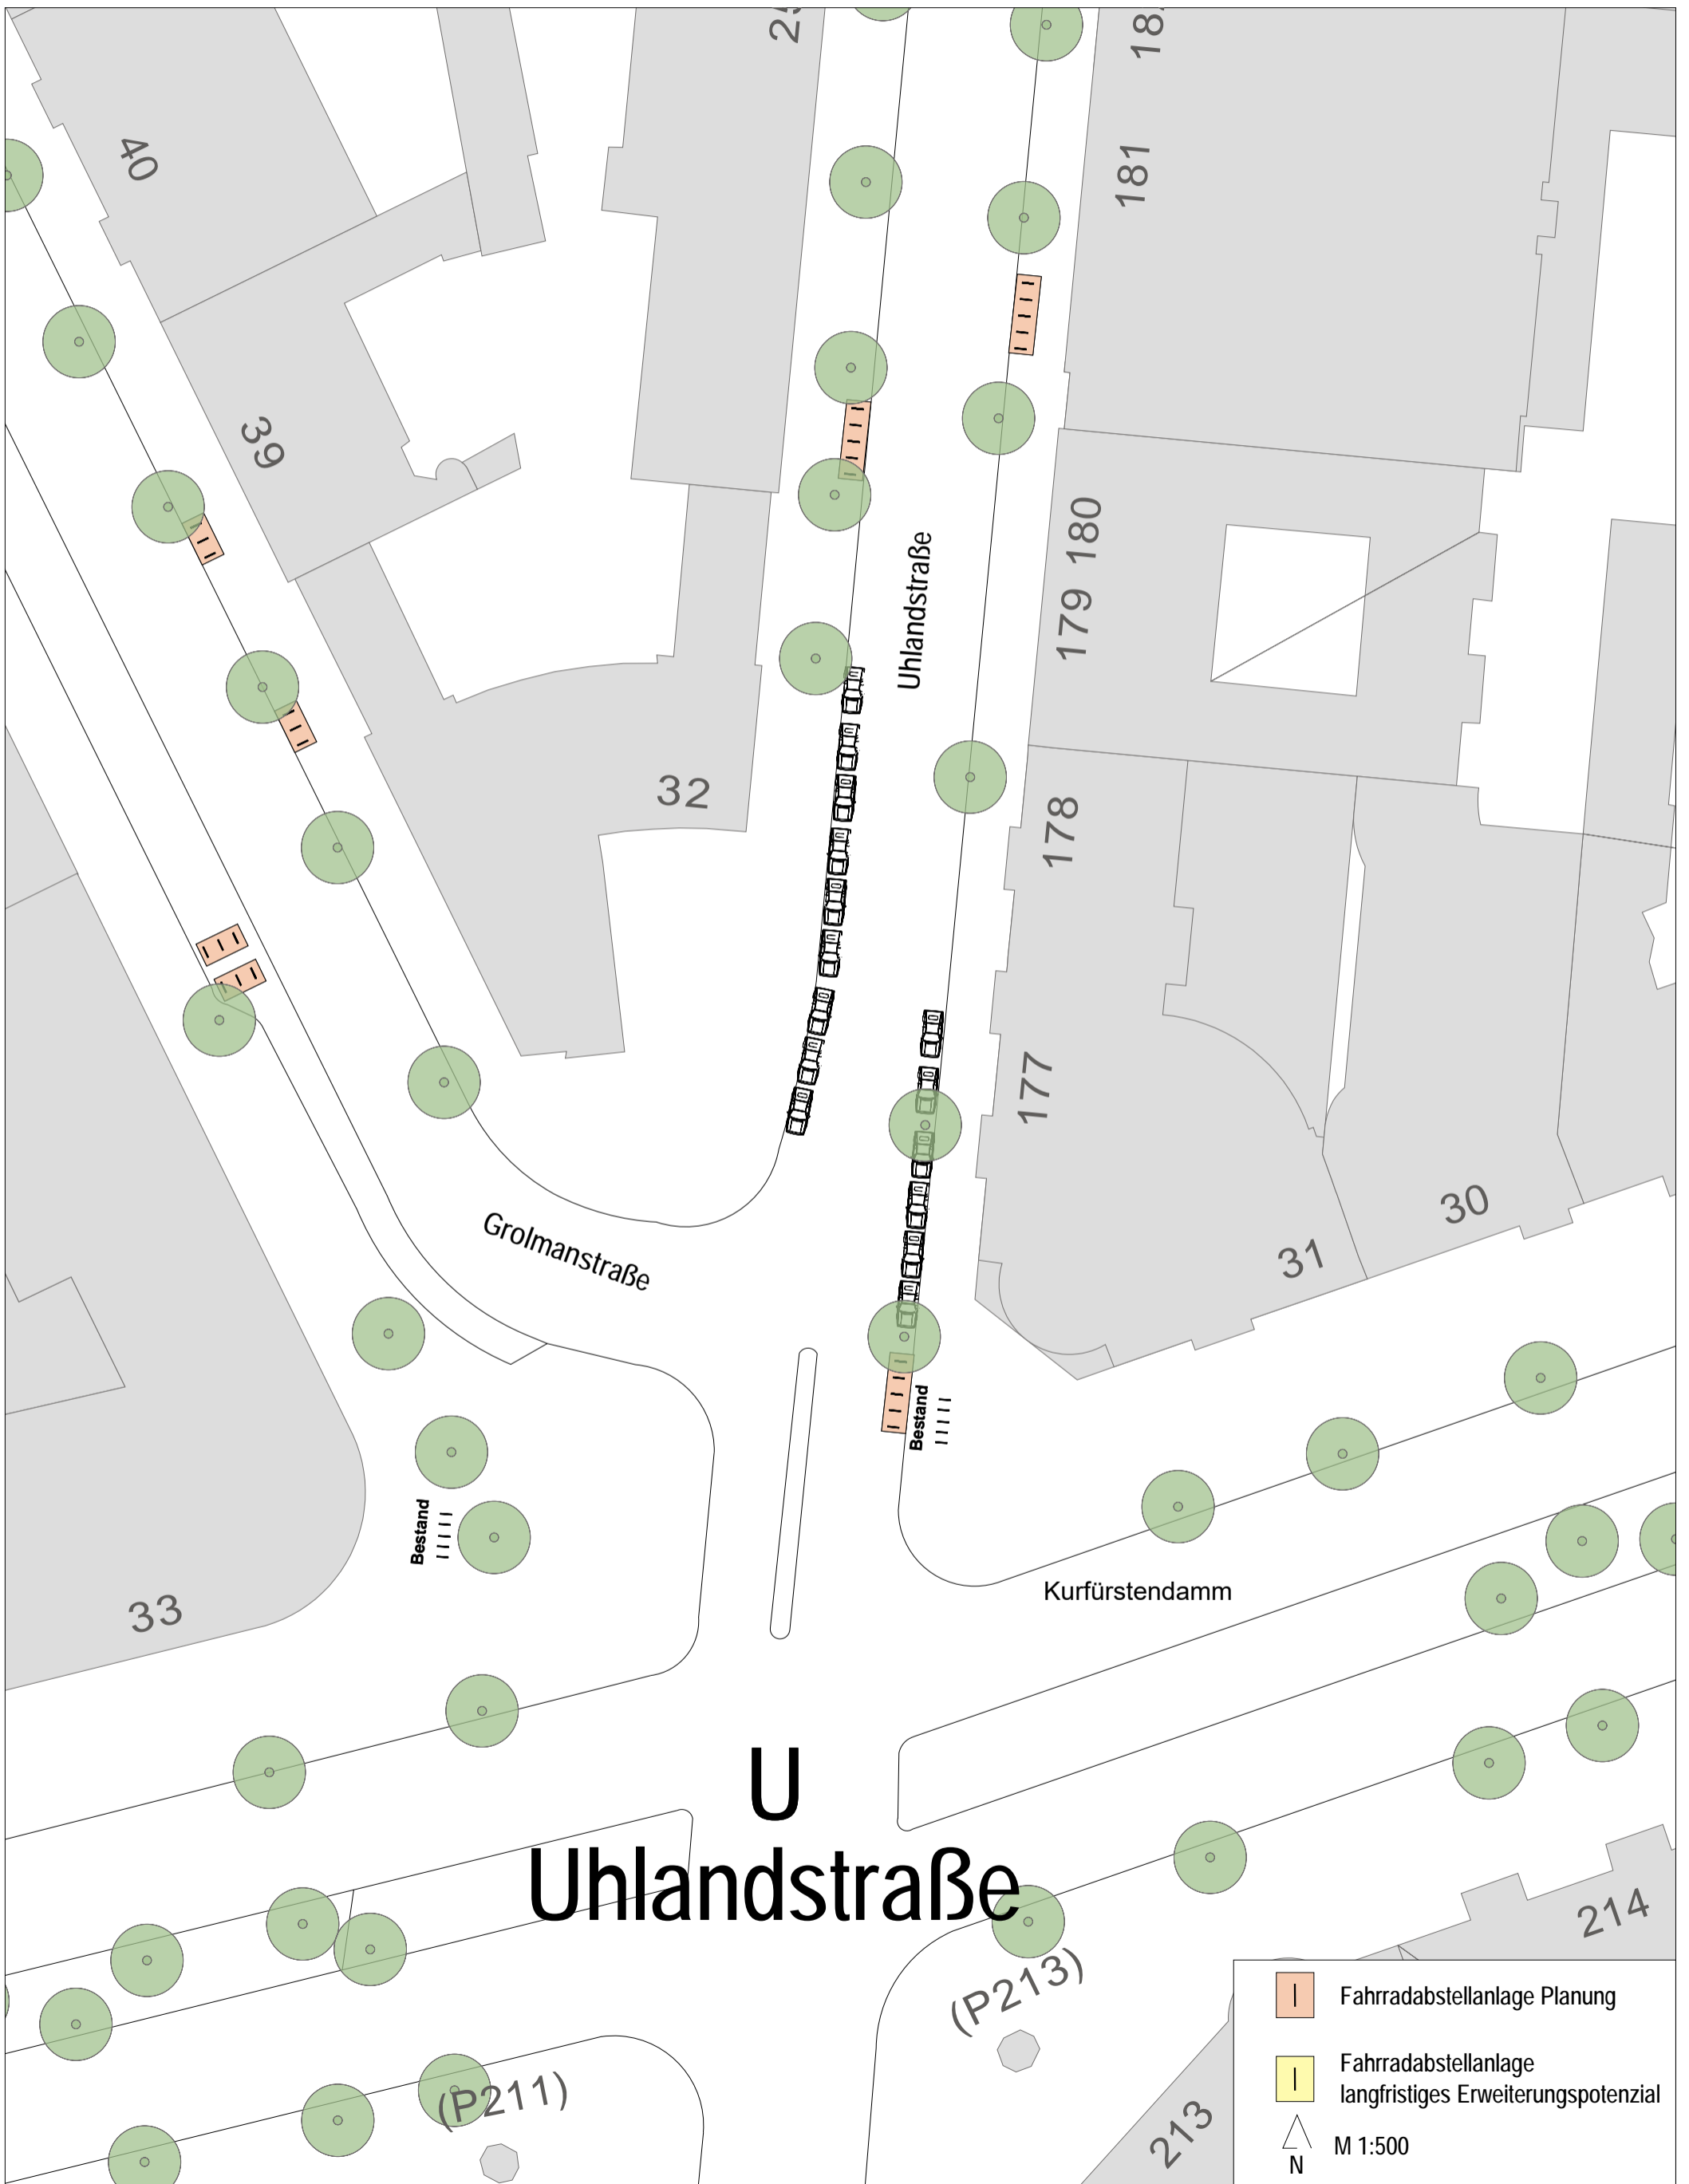 40
181
39
Uhlandstraße
180
179
32
178
177
30
31
Grolmanstraße
Bestand
Bestand
33
Kurfürstendamm
U
Uhlandstraße
214
(P213)
(P211)
213
Fahrradabstellanlage Planung
Fahrradabstellanlage
langfristiges Erweiterungspotenzial
M 1:500
N